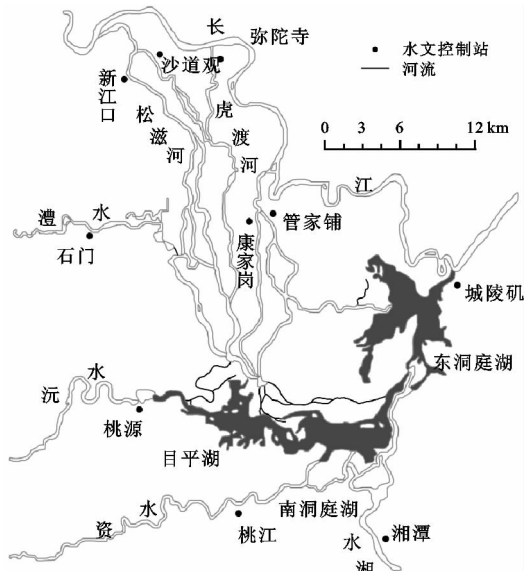 长
弥陀寺
水文控制站
河流
沙道观
新江口
松滋河
虎渡河
0 3 6 12 km
江
澧水
管家铺
石门
康家岗
城陵矶
东洞庭湖
沅水
桃源
目平湖
南洞庭湖
资水
桃江
湘潭
水
湘